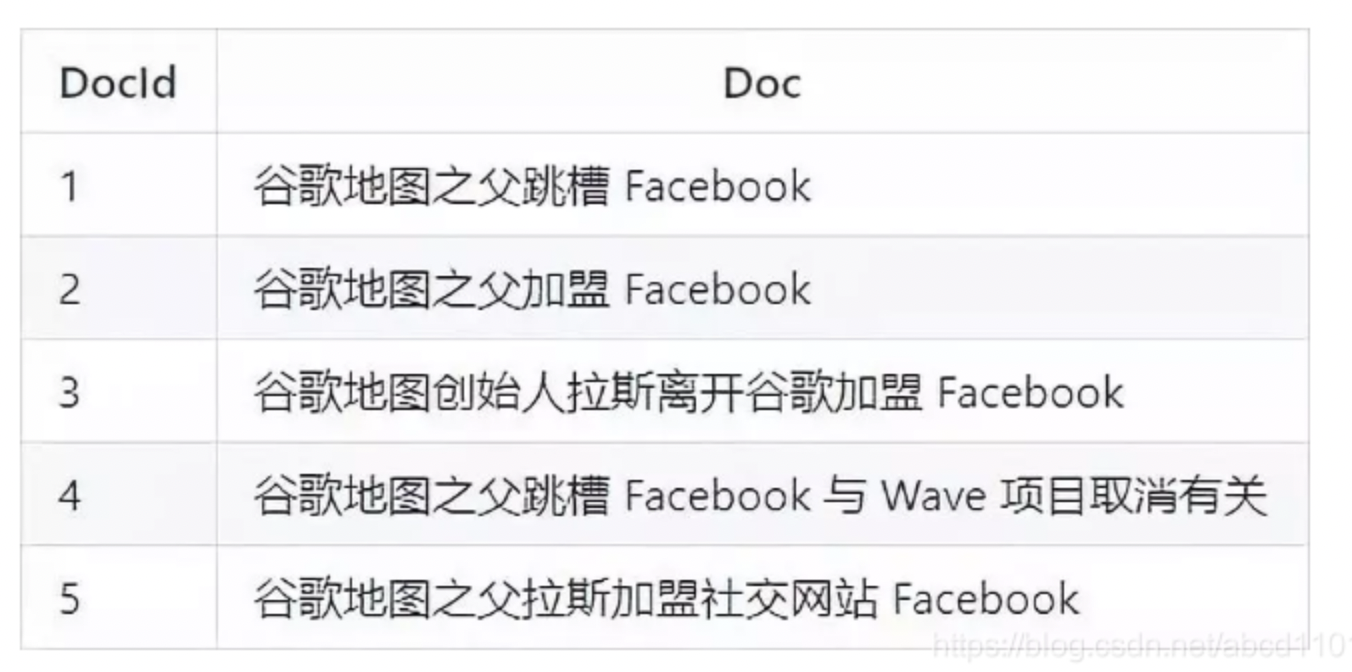 DocId Doc
1 谷歌地图之父跳槽 Facebook
2 谷歌地图之父加盟 Facebook
3 谷歌地图创始人拉斯离开谷歌加盟 Facebook
4 谷歌地图之父跳槽 Facebook 与 Wave 项目取消有关
5 谷歌地图之父拉斯加盟社交网站 Facebook
https://blog.csdn.net/abcd1101